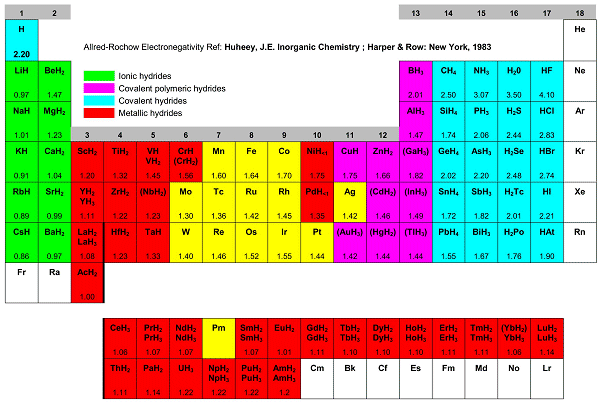 1 2 13 14 15 16 17 18
H He
2.20
Allred-Rochow Electronegativity Ref: Huheey, J.E. Inorganic Chemistry ; Harper & Row: New York, 1983
LiH BeH2 BH3 CH4 NH3 H20 HF Ne
0.97 1.47 2.01 2.50 3.07 3.50 4.10
Ionic hydrides
Covalent polymeric hydrides
Covalent hydrides
Metallic hydrides
NaH MgH2 AlH3 SiH4 PH3 H2S HCl Ar
1.01 1.23 1.47 1.74 2.06 2.44 2.83
3 4 5 6 7 8 9 10 11 12
KH CaH2 ScH2 TiH2 VH CrH Mn Fe Co NiH<1 CuH ZnH2 (GaH3) GeH4 AsH3 H2Se HBr Kr
VH2 (CrH2)
0.91 1.04 1.20 1.32 1.45 1.56 1.60 1.64 1.70 1.75 1.75 1.66 1.82 2.02 2.20 2.48 2.74
RbH SrH2 YH2 ZrH2 (NbH2) Mo Tc Ru Rh PdH<1 Ag (CdH2) (InH3) SnH4 SbH3 H2Tc HI Xe
YH3
0.89 0.99 1.11 1.22 1.23 1.30 1.36 1.42 1.45 1.35 1.42 1.46 1.49 1.72 1.82 2.01 2.21
CsH BaH2 LaH2 HfH2 TaH W Re Os Ir Pt (AuH3) (HgH2) (TlH3) PbH4 BiH3 H2Po HAt Rn
LaH3
0.86 0.97 1.08 1.23 1.33 1.40 1.46 1.52 1.55 1.44 1.42 1.44 1.44 1.55 1.67 1.76 1.90
Fr Ra AcH2
1.00
CeH3 PrH2 NdH2 Pm SmH2 EuH2 GdH2 TbH2 DyH2 HoH2 ErH2 TmH2 (YbH2) LuH2
PrH3 NdH3 SmH3 GdH3 TbH3 DyH3 HoH3 ErH3 TmH3 YbH3 LuH3
1.06 1.07 1.07 1.07 1.01 1.11 1.10 1.10 1.10 1.11 1.11 1.06 1.14
ThH2 PaH2 UH3 NpH2 PuH2 AmH2 Cm Bk Cf Es Fm Md No Lr
NpH3 PuH3 AmH3
1.11 1.14 1.22 1.22 1.22 1.2